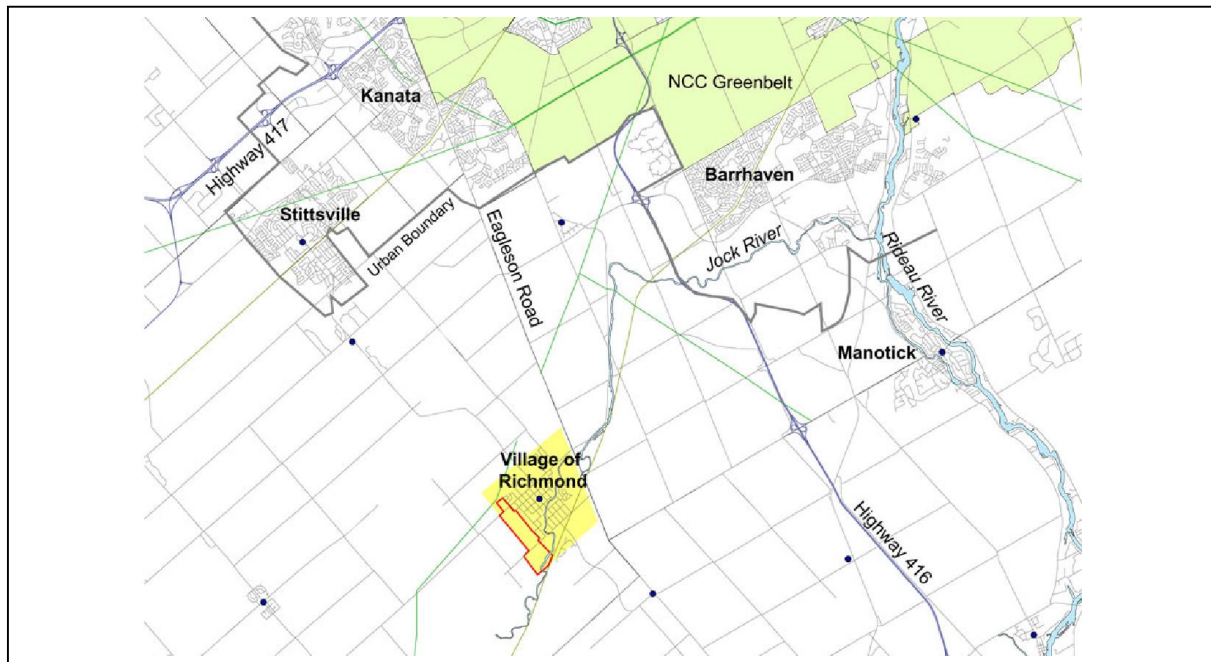 NCC Greenbelt
Kanata
Highway 417
Barrhaven
Stittsville
Urban Boundary
Eagleson Road
Jock River
Rideau River
Manotick
Village of
Richmond
Highway 416